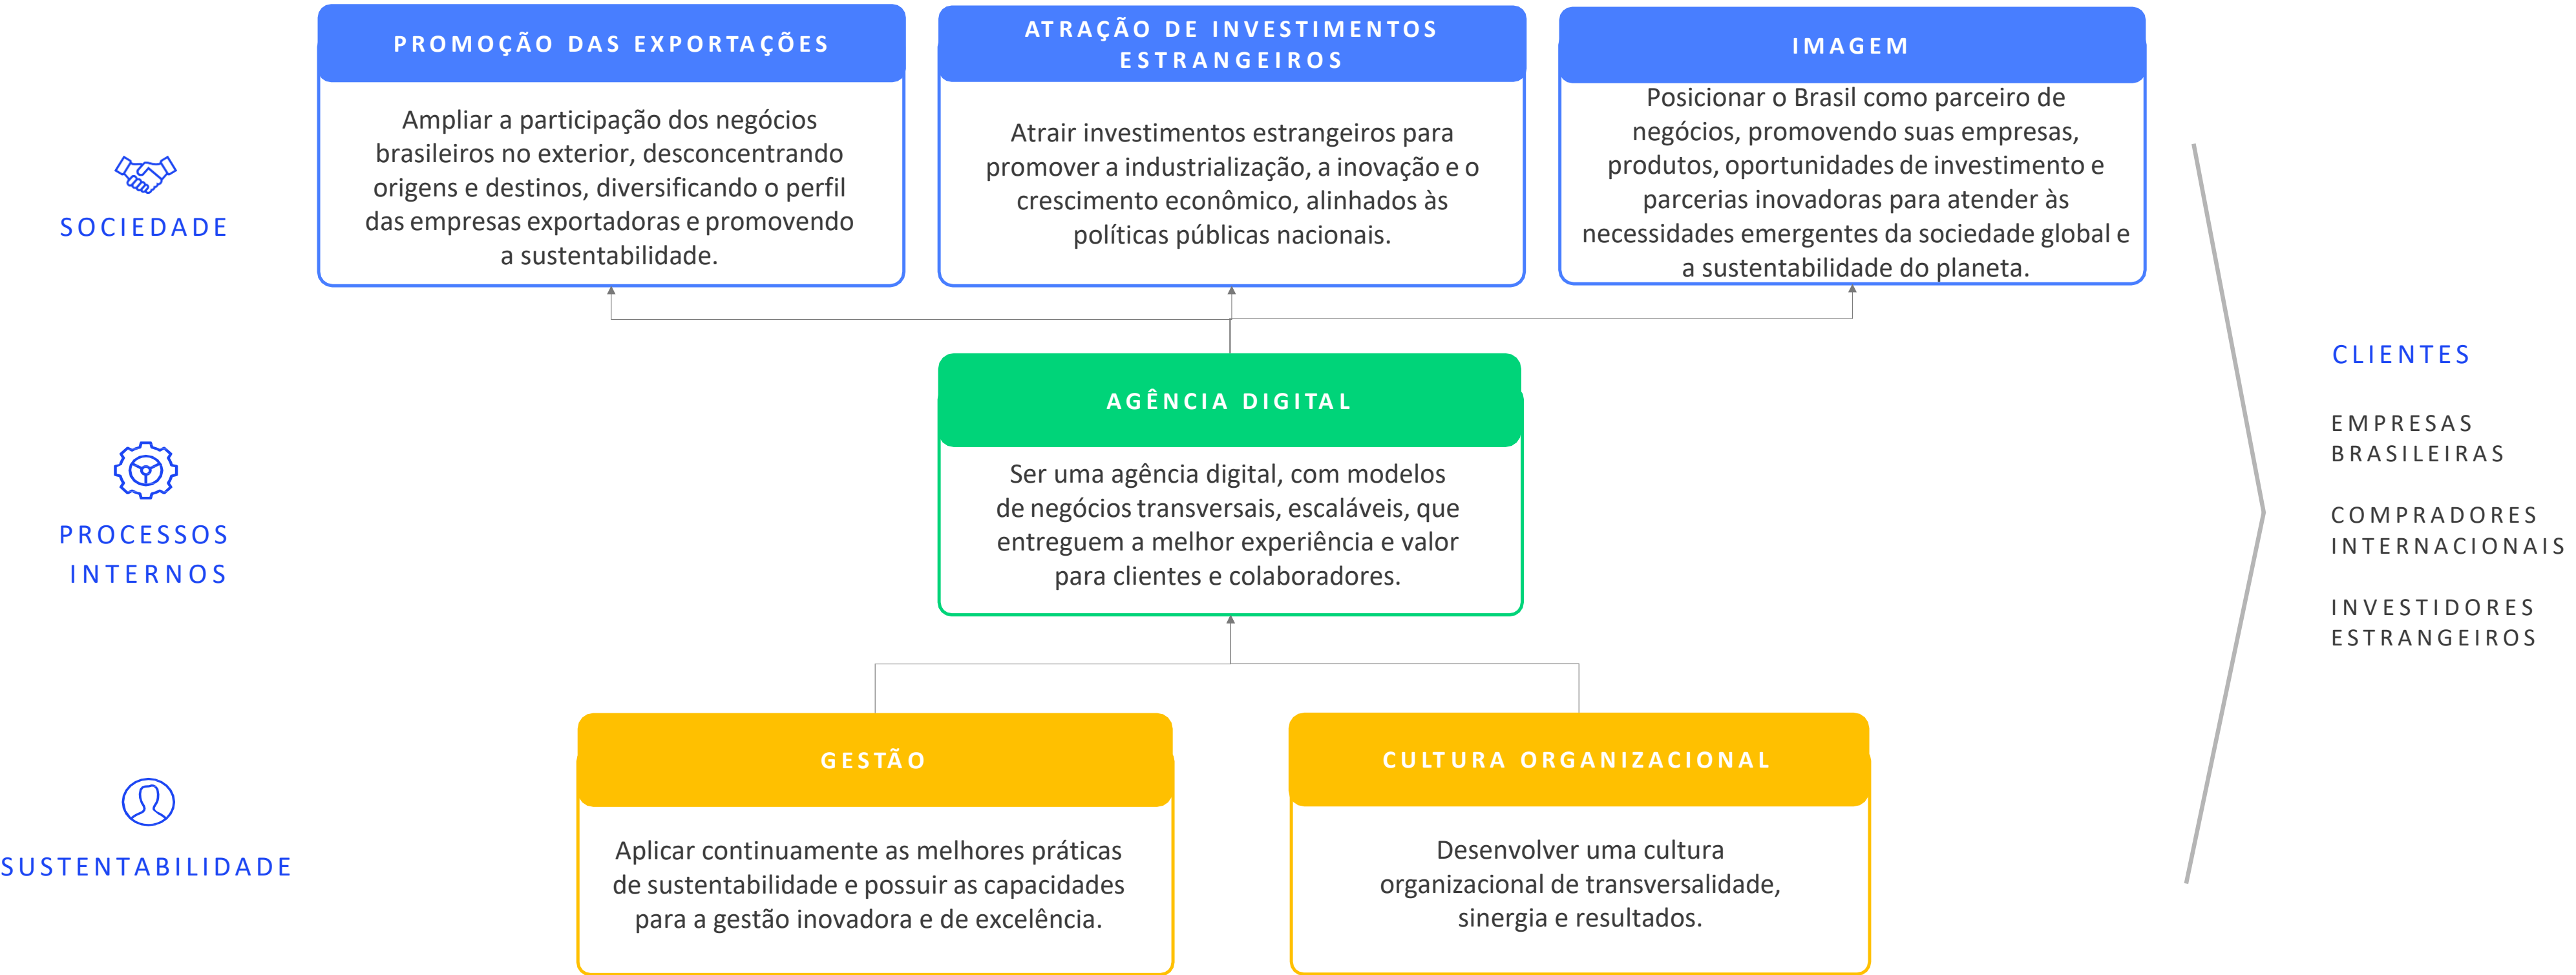 SOCIEDADE
PROMOÇÃO DAS EXPORTAÇÕES
Ampliar a participação dos negócios
brasileiros no exterior, desconcentrando
origens e destinos, diversificando o perfil
das empresas exportadoras e promovendo
a sustentabilidade.
ATRAÇÃO DE INVESTIMENTOS
ESTRANGEIROS
Atrair investimentos estrangeiros para
promover a industrialização, a inovação e o
crescimento econômico, alinhados às
políticas públicas nacionais.
IMAGEM
Posicionar o Brasil como parceiro de
negócios, promovendo suas empresas,
produtos, oportunidades de investimento e
parcerias inovadoras para atender às
necessidades emergentes da sociedade global e
a sustentabilidade do planeta.
PROCESSOS
INTERNOS
AGÊNCIA DIGITAL
Ser uma agência digital, com modelos
de negócios transversais, escaláveis, que
entreguem a melhor experiência e valor
para clientes e colaboradores.
SUSTENTABILIDADE
GESTÃO
Aplicar continuamente as melhores práticas
de sustentabilidade e possuir as capacidades
para a gestão inovadora e de excelência.
CULTURA ORGANIZACIONAL
Desenvolver uma cultura
organizacional de transversalidade,
sinergia e resultados.
CLIENTES
EMPRESAS
BRASILEIRAS
COMPRADORES
INTERNACIONAIS
INVESTIDORES
ESTRANGEIROS